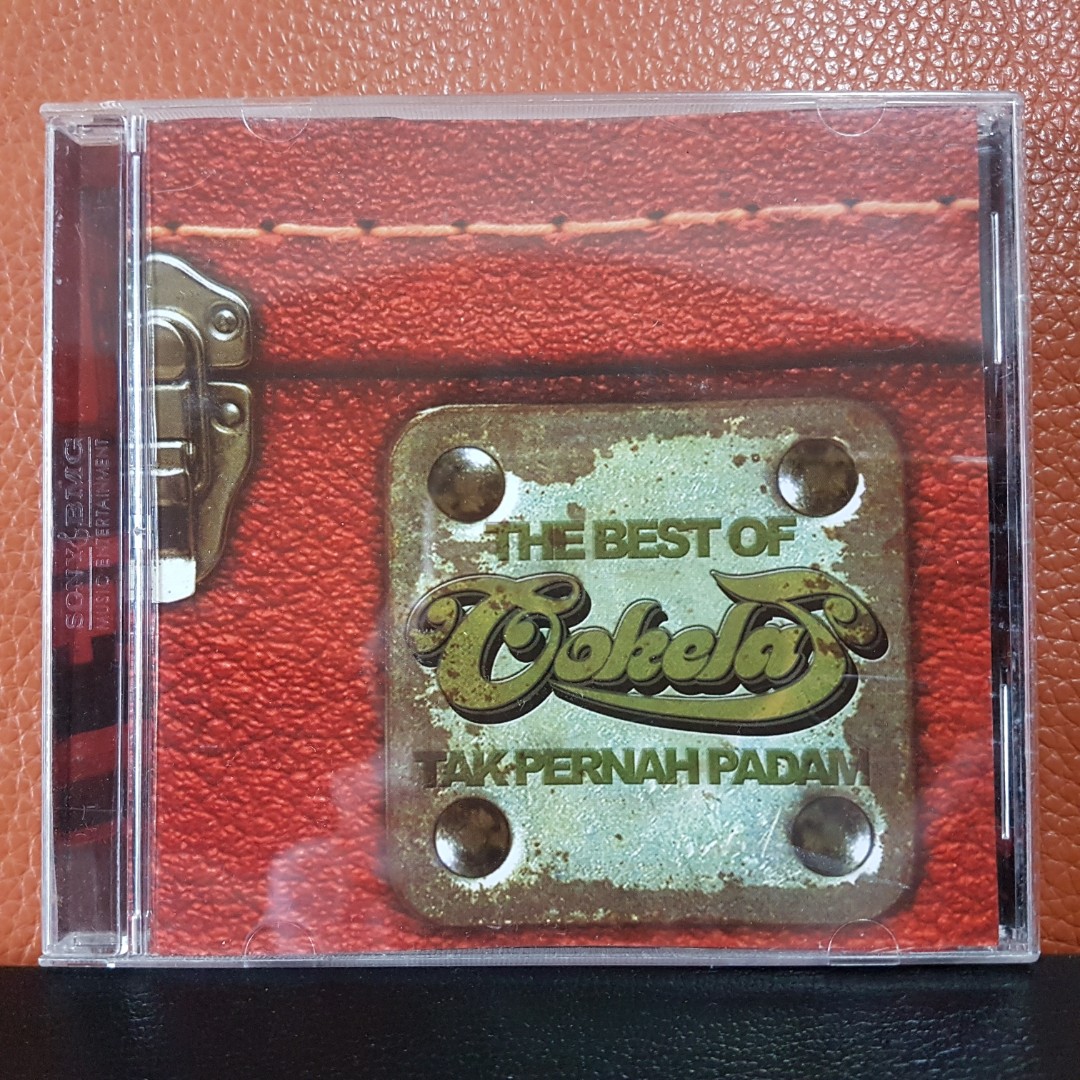 SONY BMG
MUSIC ENTERTAINMENT
THE BEST OF
Cokelat
TAK PERNAH PADAM